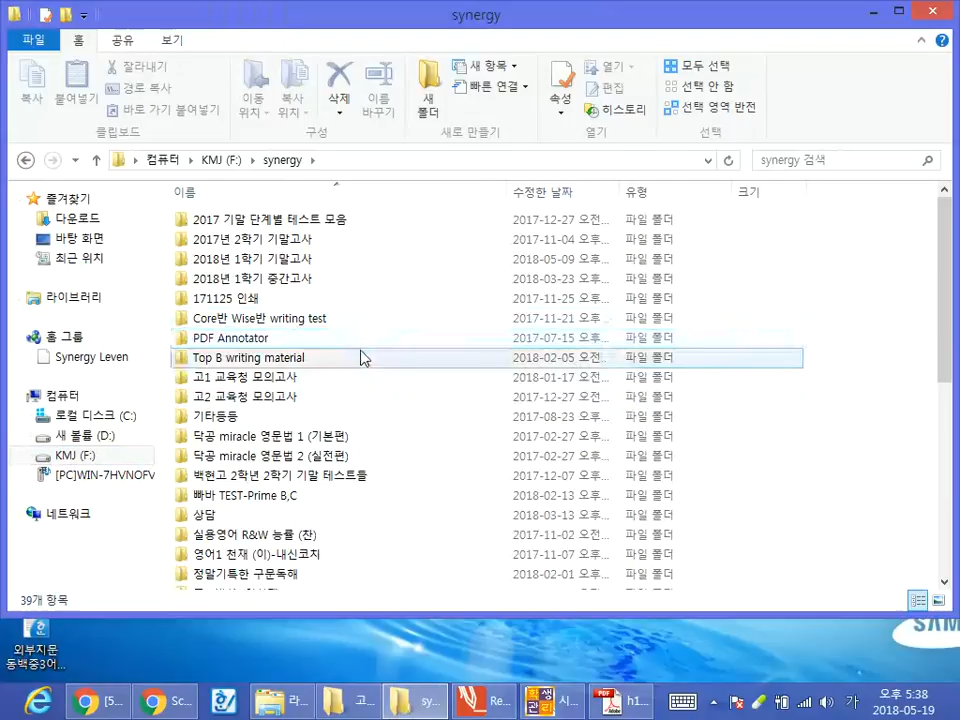 synergy
파일 홈 공유 보기
잘라내기
경로 복사
바로 가기 붙여넣기
복사 붙여넣기
클립보드
이동 위치
복사 위치
삭제
이름 바꾸기
구성
새 폴더
새 항목
빠른 연결
새로 만들기
속성
열기
편집
히스토리
열기
모두 선택
선택 안 함
선택 영역 반전
선택
컴퓨터 KMJ (F:) synergy
synergy 검색
이름 수정한 날짜 유형 크기
즐겨찾기
다운로드
바탕 화면
최근 위치
라이브러리
홈 그룹
Synergy Leven
컴퓨터
로컬 디스크 (C:)
새 볼륨 (D:)
KMJ (F:)
[PC]WIN-7HVNOFV
네트워크
2017 기말 단계별 테스트 모음 2017-12-27 오전... 파일 폴더
2017년 2학기 기말고사 2017-11-04 오후... 파일 폴더
2018년 1학기 기말고사 2018-05-09 오후... 파일 폴더
2018년 1학기 중간고사 2018-03-23 오후... 파일 폴더
171125 인쇄 2017-11-25 오후... 파일 폴더
Core반 Wise반 writing test 2017-11-21 오후... 파일 폴더
PDF Annotator 2017-07-15 오후... 파일 폴더
Top B writing material 2018-02-05 오전... 파일 폴더
고1 교육청 모의고사 2018-01-17 오후... 파일 폴더
고2 교육청 모의고사 2017-12-27 오후... 파일 폴더
기타등등 2017-08-23 오후... 파일 폴더
닥공 miracle 영문법 1 (기본편) 2017-02-27 오후... 파일 폴더
닥공 miracle 영문법 2 (실전편) 2017-02-27 오후... 파일 폴더
백현고 2학년 2학기 기말 테스트들 2017-12-07 오후... 파일 폴더
빠바 TEST-Prime B,C 2018-02-13 오후... 파일 폴더
상담 2018-03-13 오후... 파일 폴더
실용영어 R&W 능률 (찬) 2017-11-02 오후... 파일 폴더
영어1 천재 (이)-내신코치 2017-11-07 오후... 파일 폴더
정말기특한 구문독해 2018-02-01 오후... 파일 폴더
39개 항목
외부지문
동백중3어...
SAM
[5... Sc... 라... 고... sy... Re... 학생관리 시... PDF h1... 가
오후 5:38
2018-05-19